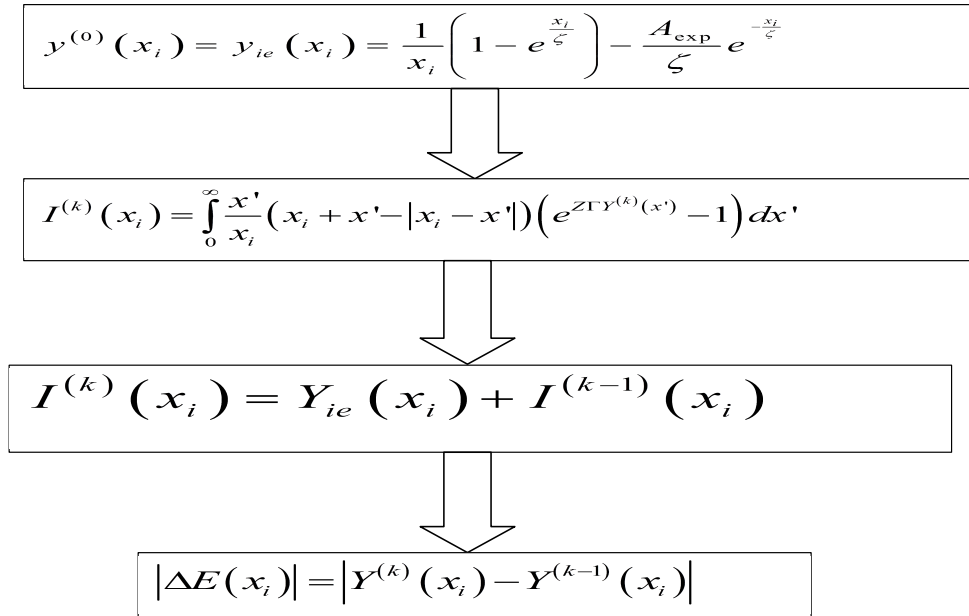 y^{(0)}(x_i) = y_{ie}(x_i) = \frac{1}{x_i}\left(1 - e^{\frac{x_i}{\zeta}}\right) - \frac{A_{\exp}}{\zeta} e^{-\frac{x_i}{\zeta}}
I^{(k)}(x_i) = \int_0^\infty \frac{x'}{x_i}(x_i + x' - |x_i - x'|)\left(e^{Z\Gamma Y^{(k)}(x')} - 1\right) dx'
I^{(k)}(x_i) = Y_{ie}(x_i) + I^{(k-1)}(x_i)
|\Delta E(x_i)| = |Y^{(k)}(x_i) - Y^{(k-1)}(x_i)|